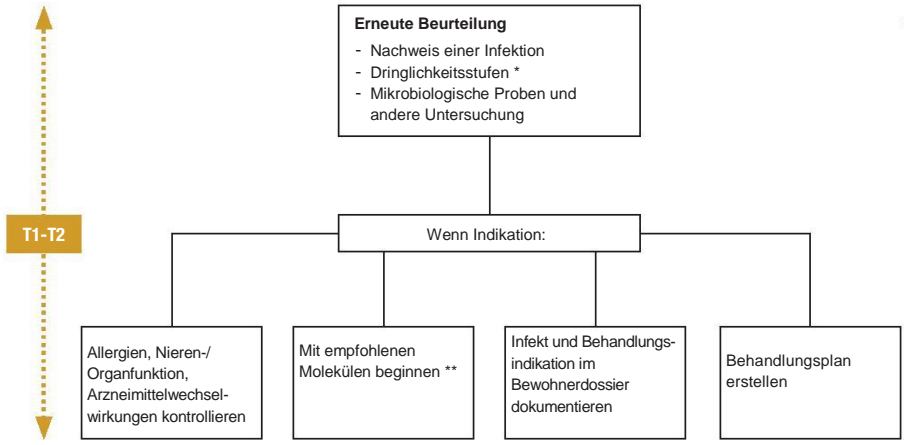 Erneute Beurteilung
- Nachweis einer Infektion
- Dringlichkeitsstufen *
- Mikrobiologische Proben und
andere Untersuchung
T1-T2
Wenn Indikation:
Allergien, Nieren-/
Organfunktion,
Arzneimittelwechsel-
wirkungen kontrollieren
Mit empfohlenen
Molekülen beginnen **
Infekt und Behandlungs-
indikation im
Bewohnerdossier
dokumentieren
Behandlungsplan
erstellen